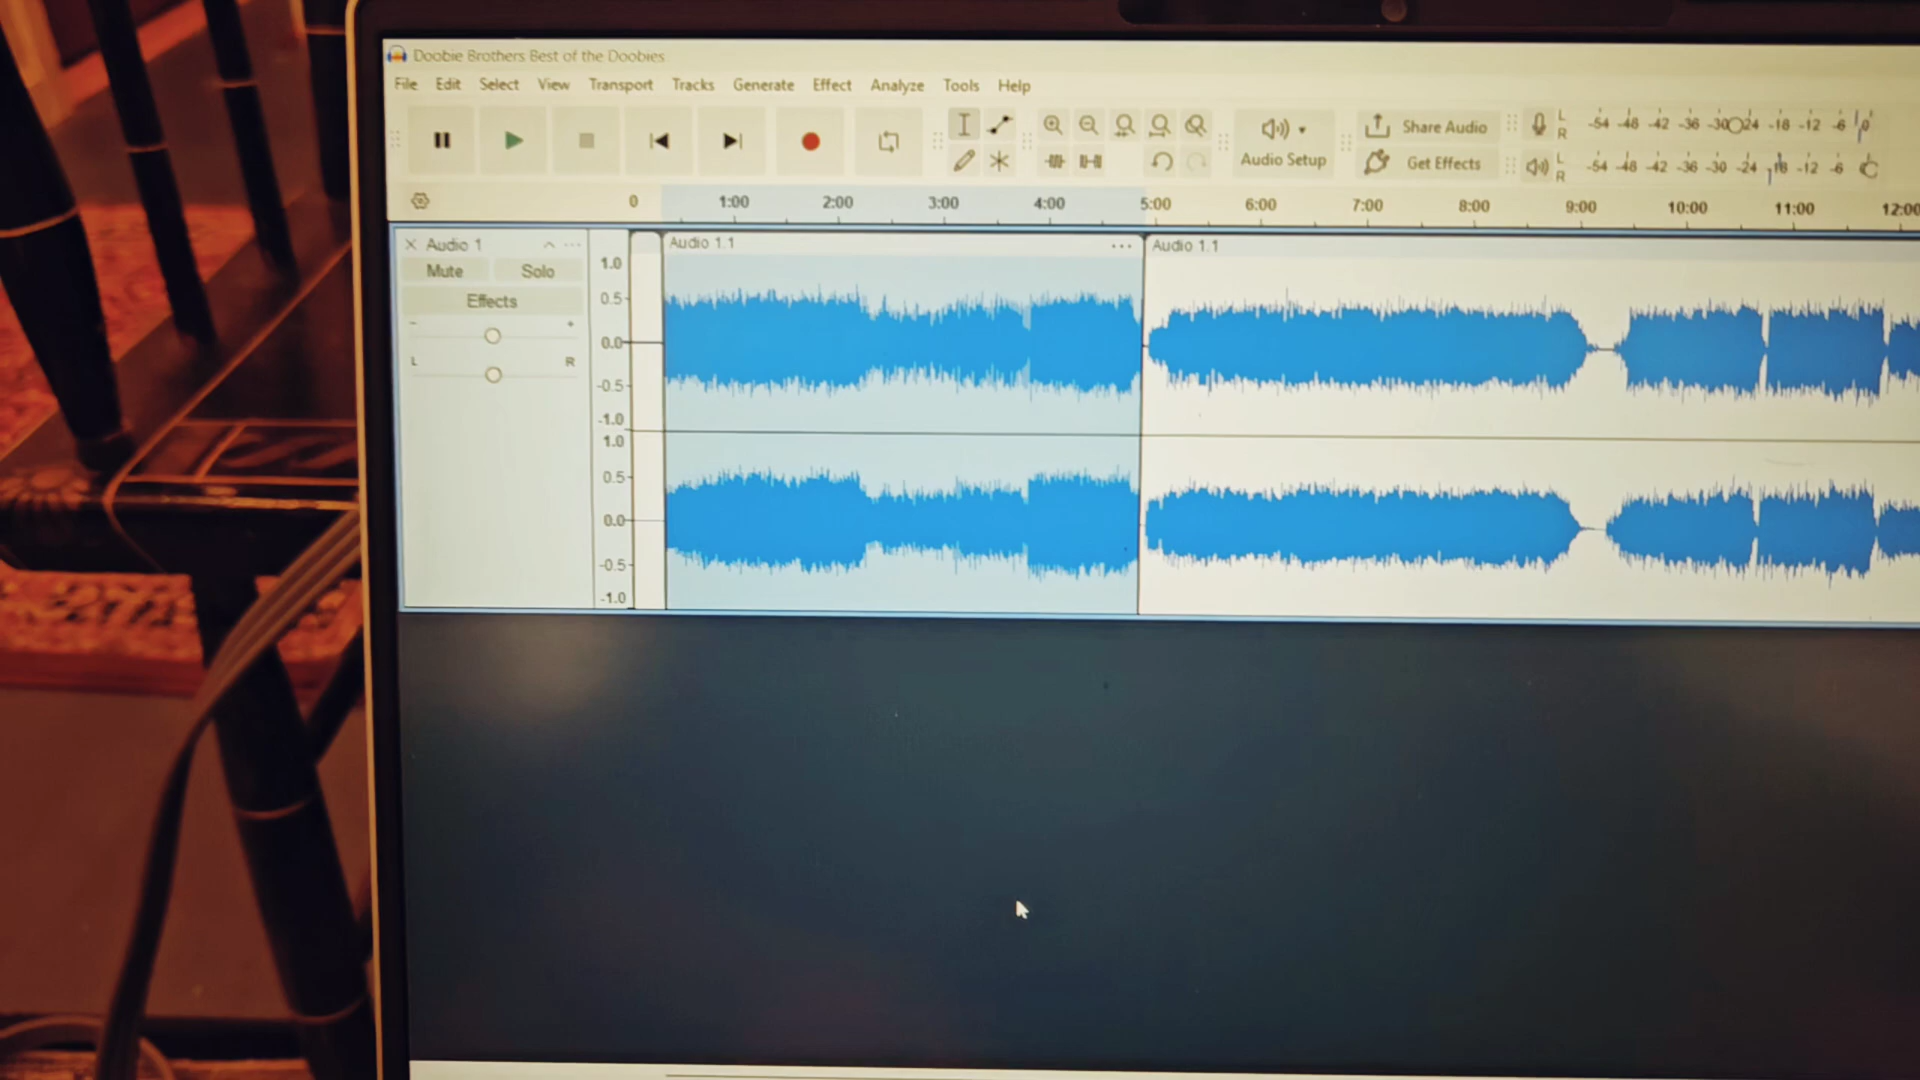 Doobie Brothers Best of the Doobies
File Edit Select View Transport Tracks Generate Effect Analyze Tools Help
Audio Setup
Share Audio
Get Effects
L
R
-54 -48 -42 -36 -30 -24 -18 -12 -6
L
R
-54 -48 -42 -36 -30 -24 -18 -12 -6
0 1:00 2:00 3:00 4:00 5:00 6:00 7:00 8:00 9:00 10:00 11:00 12:00
Audio 1
Mute Solo
Effects
- +
L R
1.0
0.5
0.0
-0.5
-1.0
1.0
0.5
0.0
-0.5
-1.0
Audio 1.1
Audio 1.1